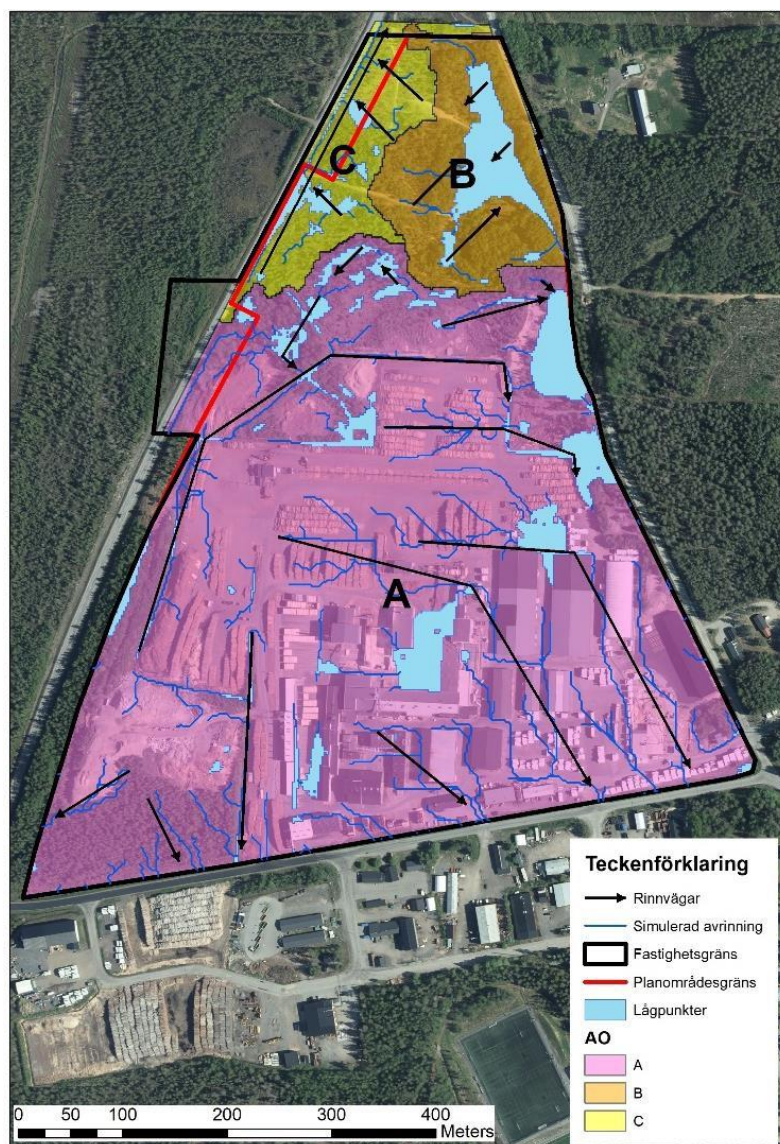 C
B
A
Teckenförklaring
Rinnvägar
Simulerad avrinning
Fastighetsgräns
Planområdesgräns
Lågpunkter
AO
A
B
C
0 50 100 200 300 400
Meters